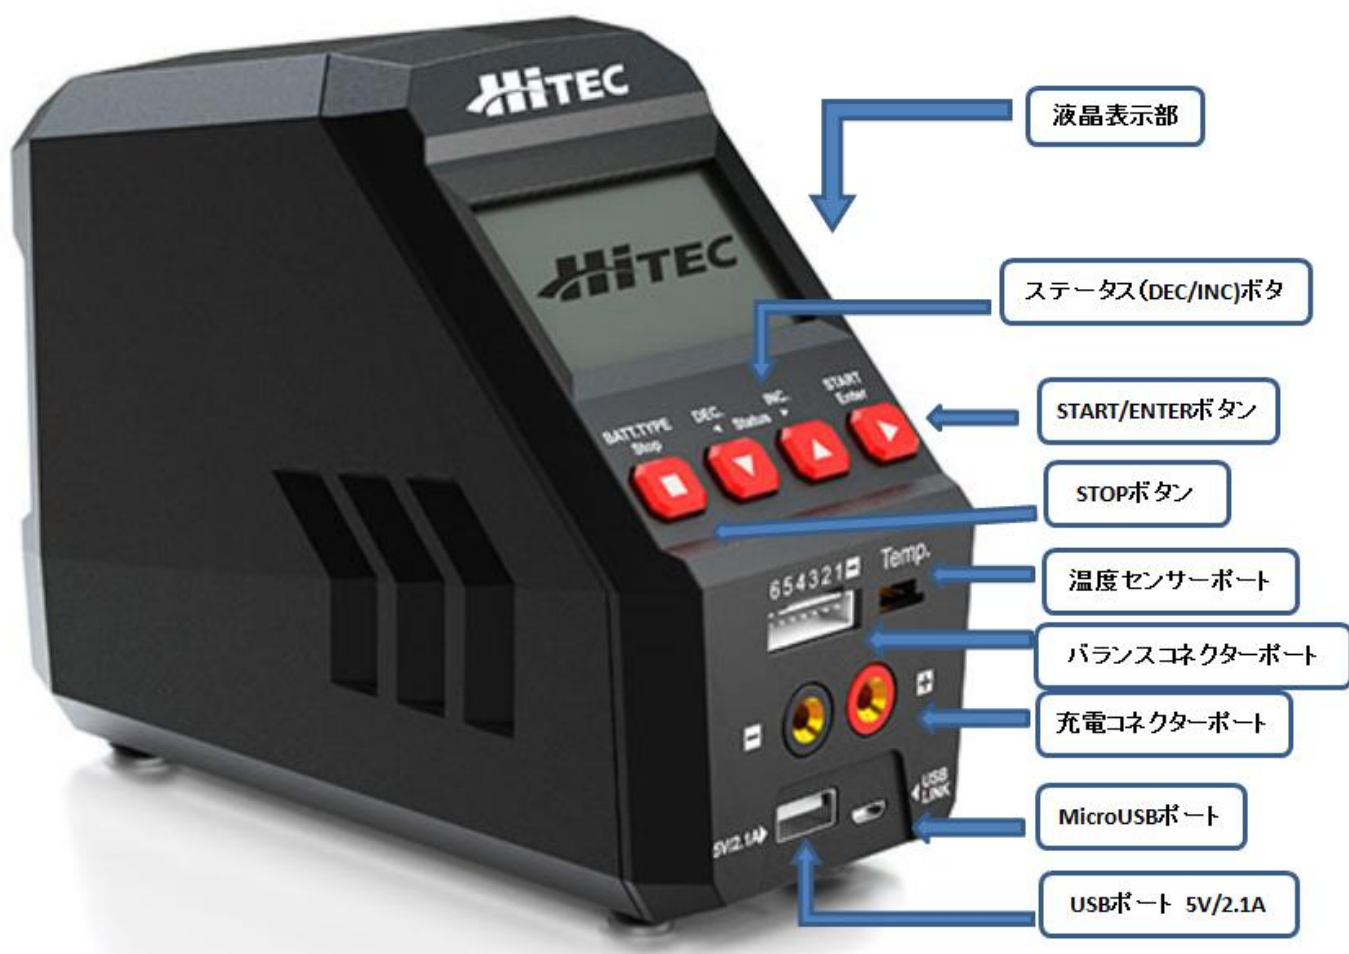 HiTEC
液晶表示部
HiTEC
ステータス(DEC/INC)ボタ
BATT.TYPE
Stop
DEC.
INC.
Status
START
Enter
START/ENTERボタン
STOPボタン
Temp.
654321
温度センサーポート
バランスコネクターポート
充電コネクターポート
USB
LINK
MicroUSBポート
5V/2.1A
USBポート 5V/2.1A